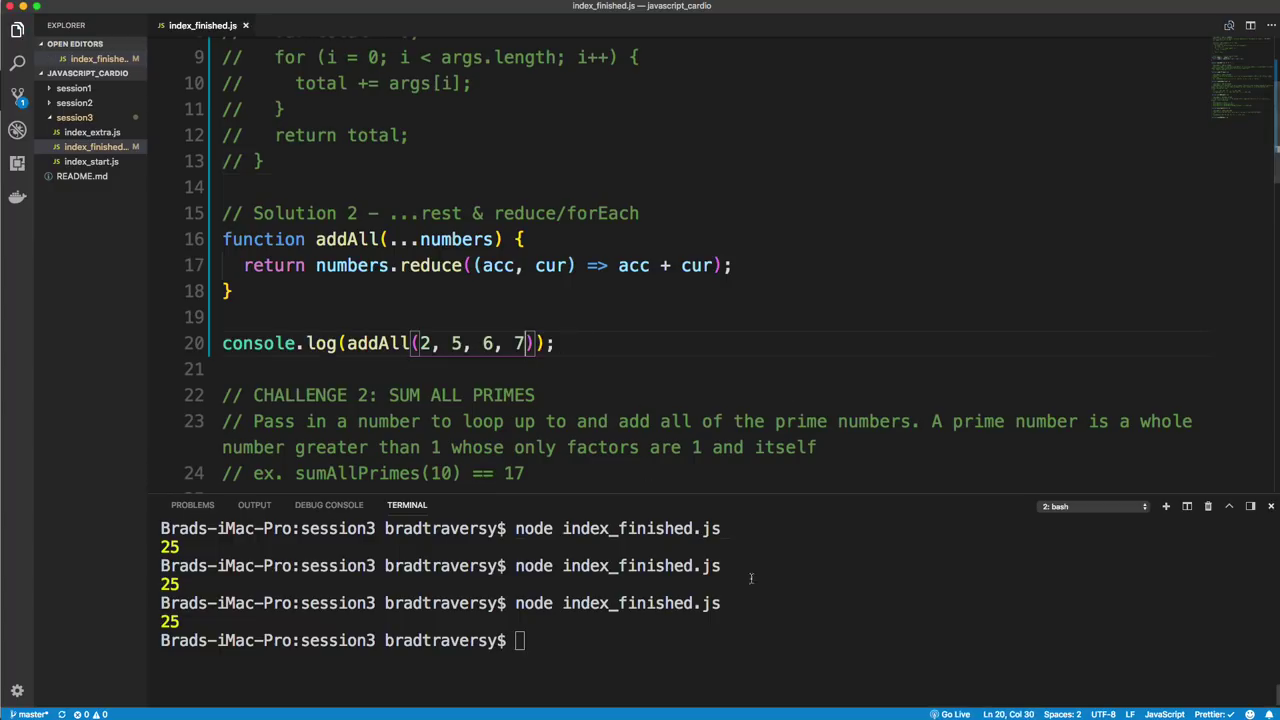 index_finished.js — javascript_cardio
EXPLORER
index_finished.js ×
OPEN EDITORS
index_finishe... M
JAVASCRIPT_CARDIO
session1
session2
session3
index_extra.js
index_finished... M
index_start.js
README.md
1
9 //   for (i = 0; i < args.length; i++) {
10 //     total += args[i];
11 //   }
12 //   return total;
13 // }
14
15 // Solution 2 - ...rest & reduce/forEach
16 function addAll(...numbers) {
17   return numbers.reduce((acc, cur) => acc + cur);
18 }
19
20 console.log(addAll(2, 5, 6, 7));
21
22 // CHALLENGE 2: SUM ALL PRIMES
23 // Pass in a number to loop up to and add all of the prime numbers. A prime number is a whole
number greater than 1 whose only factors are 1 and itself
24 // ex. sumAllPrimes(10) == 17
PROBLEMS OUTPUT DEBUG CONSOLE TERMINAL 2: bash
Brads-iMac-Pro:session3 bradtraversy$ node index_finished.js
25
Brads-iMac-Pro:session3 bradtraversy$ node index_finished.js
25
Brads-iMac-Pro:session3 bradtraversy$ node index_finished.js
25
Brads-iMac-Pro:session3 bradtraversy$
master* 0 0 Go Live Ln 20, Col 30 Spaces: 2 UTF-8 LF JavaScript Prettier: ✓